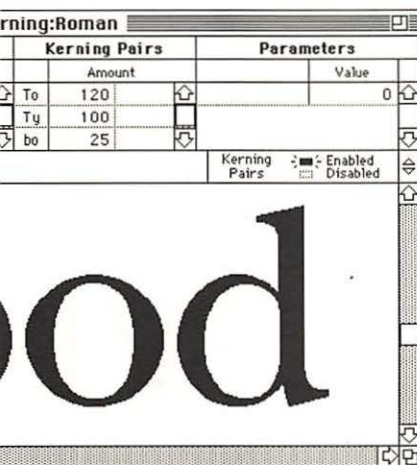 rning:Roman
Kerning Pairs Parameters
Amount Value
To 120 0
Ty 100
bo 25
Kerning Pairs Enabled
Disabled
ood